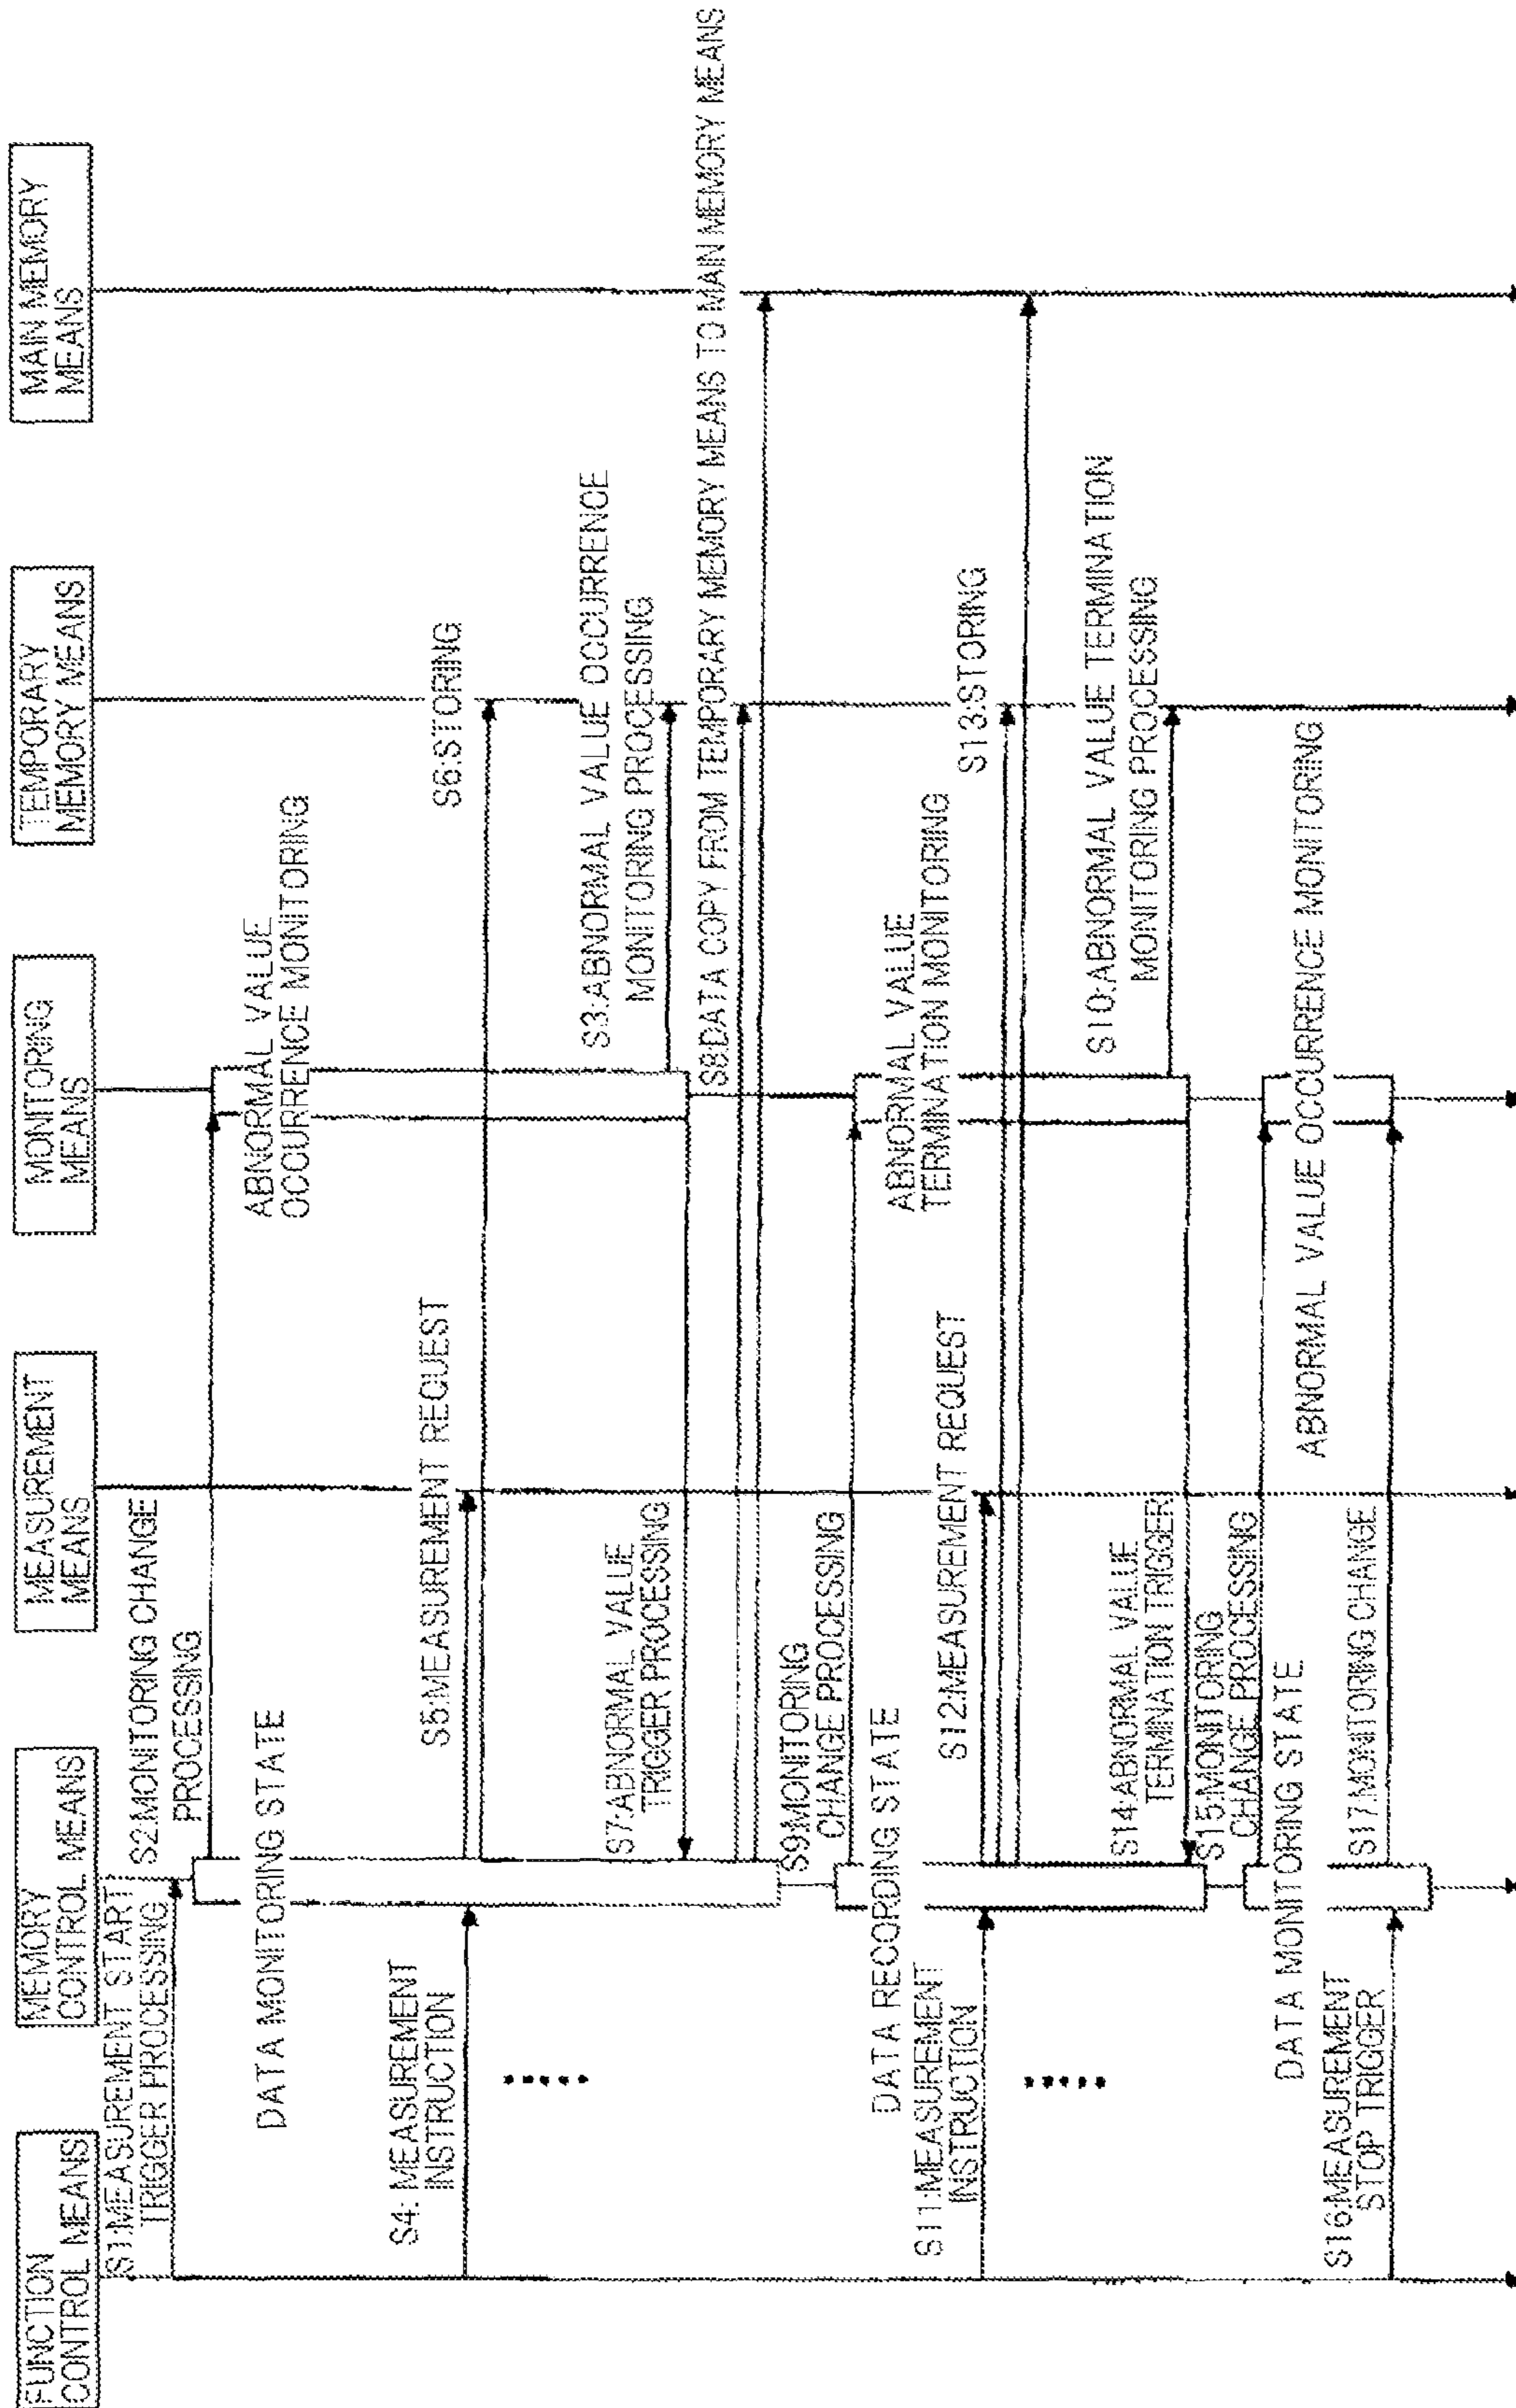 FUNCTION
CONTROL MEANS
MEMORY
CONTROL MEANS
MEASUREMENT
MEANS
MONITORING
MEANS
TEMPORARY
MEMORY MEANS
MAIN MEMORY
MEANS
S1:MEASUREMENT START
TRIGGER PROCESSING
S2:MONITORING CHANGE
PROCESSING
DATA MONITORING STATE
ABNORMAL VALUE
OCCURRENCE MONITORING
S4: MEASUREMENT
INSTRUCTION
S5:MEASUREMENT REQUEST
S6:STORING
S3:ABNORMAL VALUE OCCURRENCE
MONITORING PROCESSING
S7:ABNORMAL VALUE
TRIGGER PROCESSING
S8:DATA COPY FROM TEMPORARY MEMORY MEANS TO MAIN MEMORY MEANS
S9:MONITORING
CHANGE PROCESSING
DATA RECORDING STATE
ABNORMAL VALUE
TERMINATION MONITORING
S11:MEASUREMENT
INSTRUCTION
S12:MEASUREMENT REQUEST
S13:STORING
S10:ABNORMAL VALUE TERMINATION
MONITORING PROCESSING
S14:ABNORMAL VALUE
TERMINATION TRIGGER
S15:MONITORING
CHANGE PROCESSING
DATA MONITORING STATE
ABNORMAL VALUE OCCURRENCE MONITORING
S16:MEASUREMENT
STOP TRIGGER
S17:MONITORING CHANGE